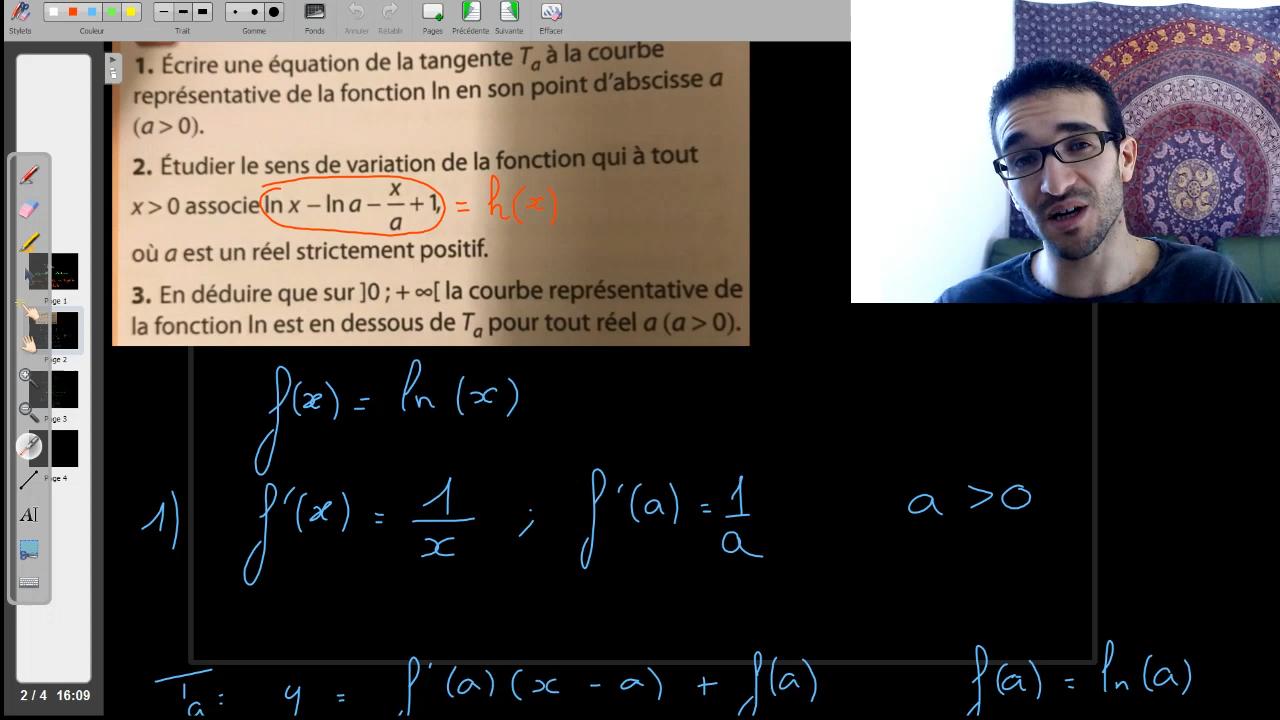 Stylets Couleur Trait Gomme Fonds Annuler Rétablir Pages Précédente Suivante Effacer
1. Écrire une équation de la tangente Ta à la courbe
représentative de la fonction ln en son point d'abscisse a
(a > 0).
2. Étudier le sens de variation de la fonction qui à tout
x > 0 associe ln x – ln a – x/a + 1, = h(x)
où a est un réel strictement positif.
3. En déduire que sur ]0 ; + ∞[ la courbe représentative de
la fonction ln est en dessous de Ta pour tout réel a (a > 0).
Page 1
Page 2
Page 3
Page 4
f(x) = ln (x)
1) f'(x) = 1/x ; f'(a) = 1/a a > 0
Ta : y = f'(a) (x - a) + f(a) f(a) = ln(a)
AI
2 / 4 16:09